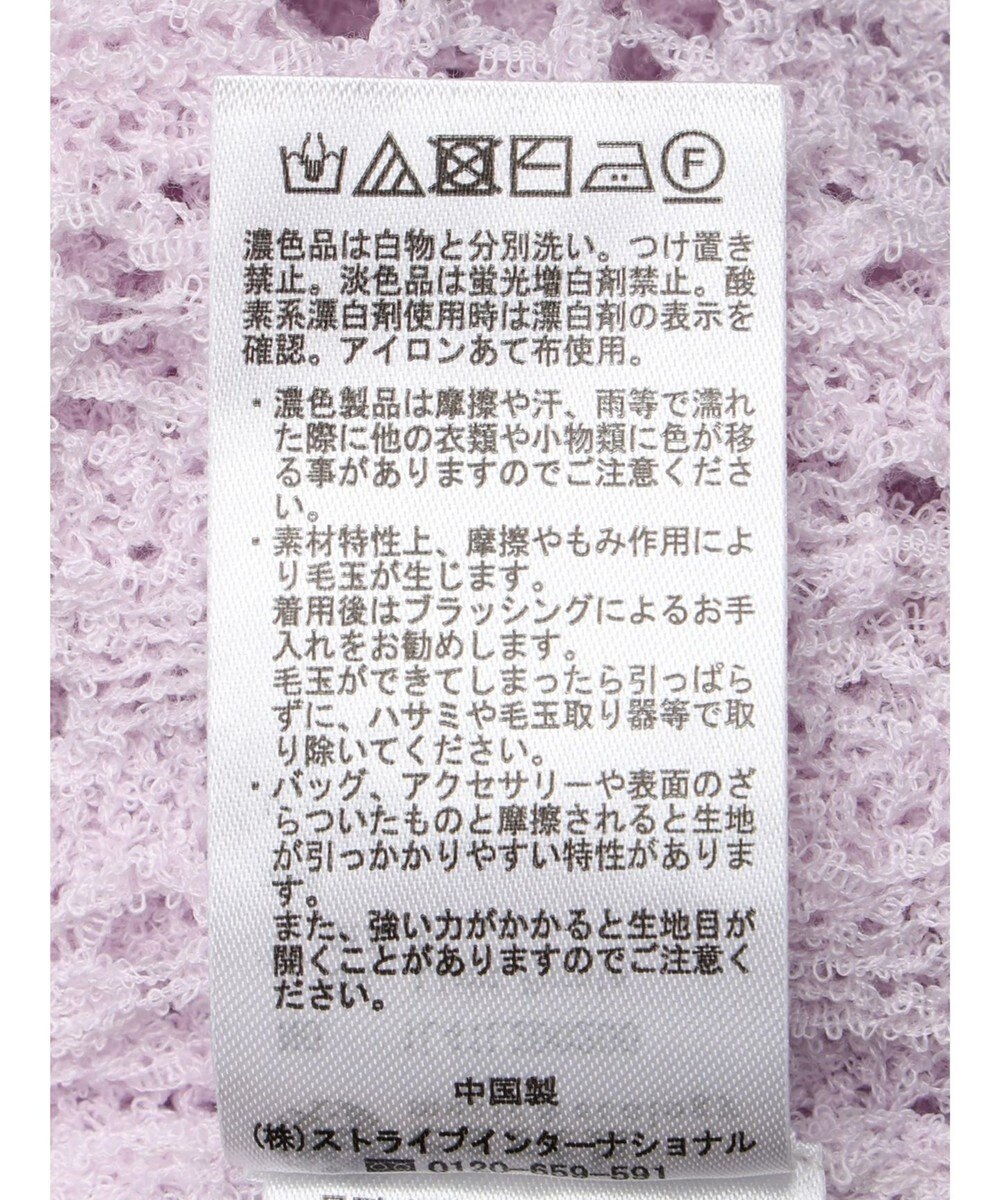 F
濃色品は白物と分別洗い。つけ置き
禁止。淡色品は蛍光増白剤禁止。酸
素系漂白剤使用時は漂白剤の表示を
確認。アイロンあて布使用。
・濃色製品は摩擦や汗、雨等で濡れ
た際に他の衣類や小物類に色が移
る事がありますのでご注意くださ
い。
・素材特性上、摩擦やもみ作用によ
り毛玉が生じます。
着用後はブラッシングによるお手
入れをお勧めします。
毛玉ができてしまったら引っぱら
ずに、ハサミや毛玉取り器等で取
り除いてください。
・バッグ、アクセサリーや表面のざ
らついたものと摩擦されると生地
が引っかかりやすい特性がありま
す。
また、強い力がかかると生地目が
開くことがありますのでご注意く
ださい。
中国製
(株)ストライプインターナショナル
0120-659-591